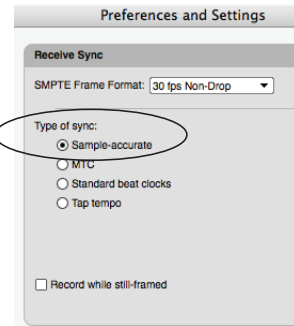 Preferences and Settings
Receive Sync
SMPTE Frame Format: 30 fps Non-Drop
Type of sync:
Sample-accurate
MTC
Standard beat clocks
Tap tempo
Record while still-framed